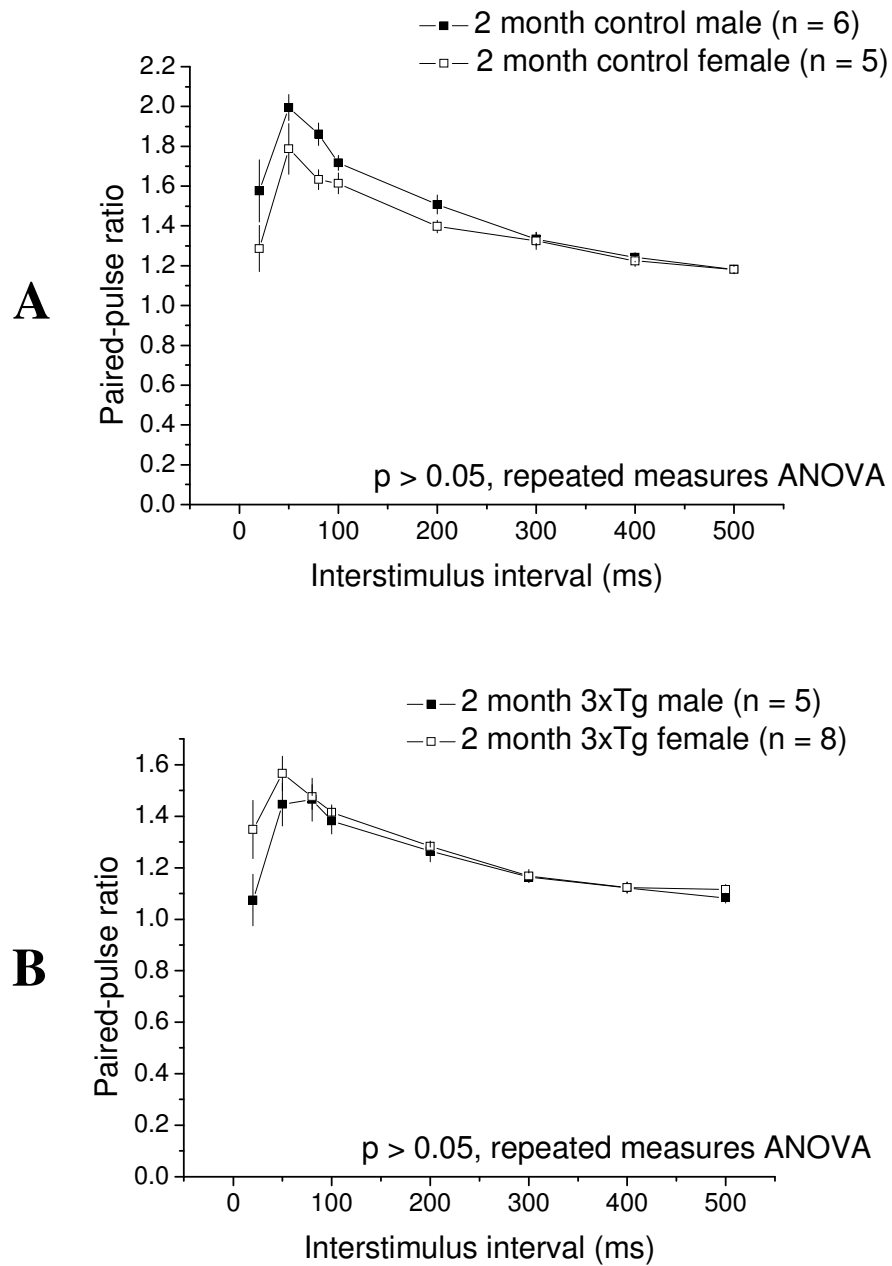 2 month control male (n = 6)
2 month control female (n = 5)
2.2
2.0
1.8
1.6
1.4
1.2
1.0
0.8
0.6
0.4
0.2
0.0
Paired-pulse ratio
A
p > 0.05, repeated measures ANOVA
0 100 200 300 400 500
Interstimulus interval (ms)
2 month 3xTg male (n = 5)
2 month 3xTg female (n = 8)
1.6
1.4
1.2
1.0
0.8
0.6
0.4
0.2
0.0
Paired-pulse ratio
B
p > 0.05, repeated measures ANOVA
0 100 200 300 400 500
Interstimulus interval (ms)